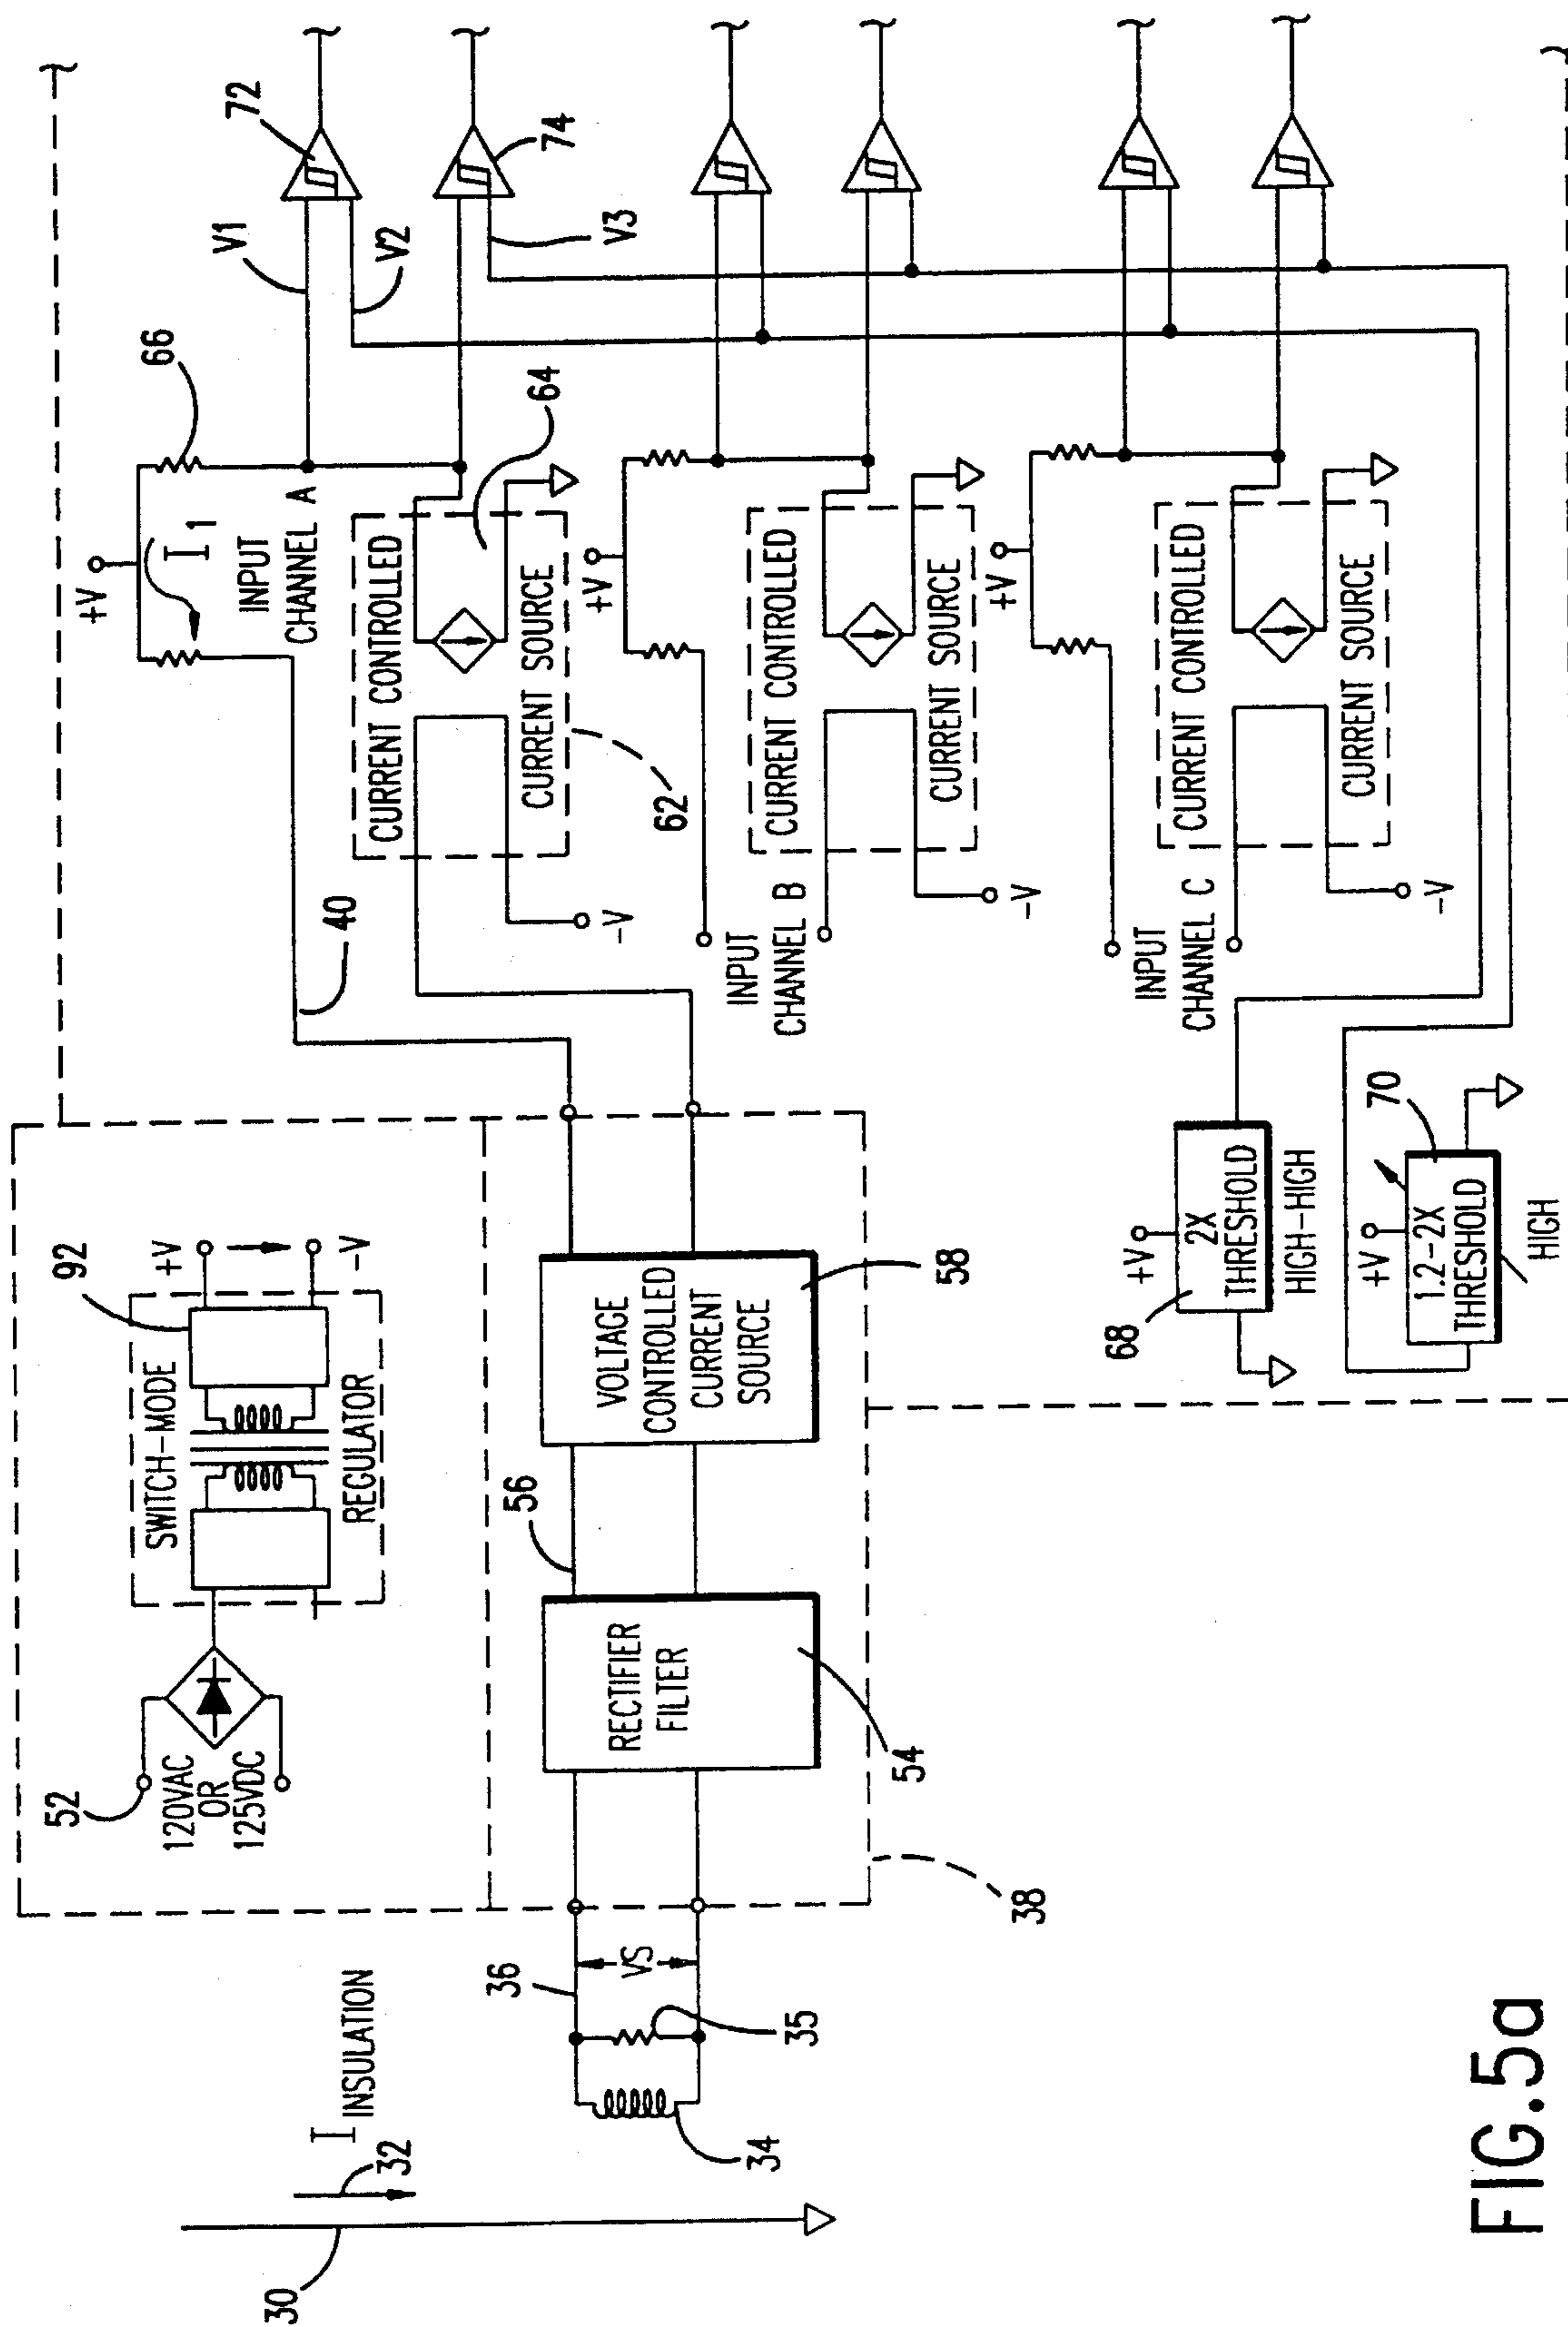 30
32
I INSULATION
34
35
36
VS
38
52
120VAC
OR
125VDC
SWITCH-MODE
REGULATOR
92
+V
-V
RECTIFIER
FILTER
54
56
VOLTAGE
CONTROLLED
CURRENT
SOURCE
58
40
+V
I1
66
INPUT
CHANNEL A
CURRENT CONTROLLED
CURRENT SOURCE
62
64
-V
V1
V2
72
74
V3
+V
INPUT
CHANNEL B
CURRENT CONTROLLED
CURRENT SOURCE
-V
+V
INPUT
CHANNEL C
CURRENT CONTROLLED
CURRENT SOURCE
-V
68
+V
2X
THRESHOLD
HIGH-HIGH
70
+V
1.2-2X
THRESHOLD
HIGH
FIG.5a